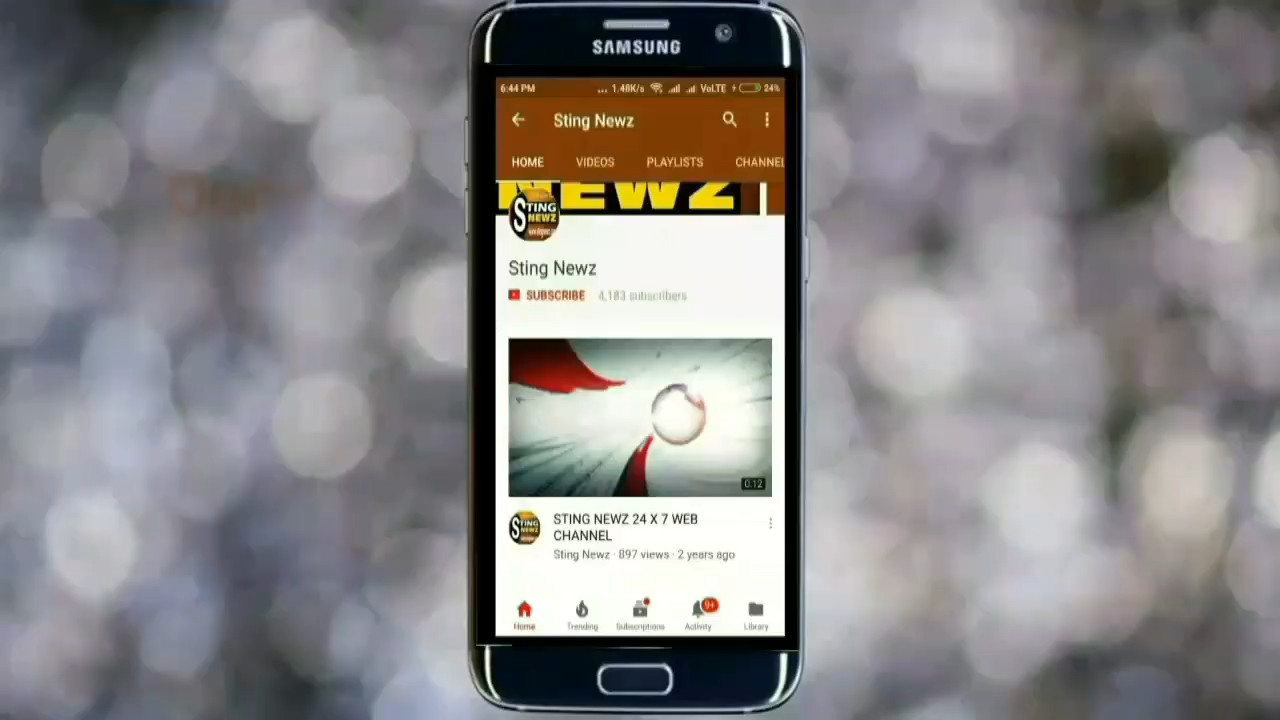 SAMSUNG
6:44 PM ... 1.48K/s VoLTE 24%
Sting Newz
HOME VIDEOS PLAYLISTS CHANNEL
NEWZ
STING
NEWZ
Sting Newz
SUBSCRIBE 4,183 subscribers
0:12
STING NEWZ 24 X 7 WEB
CHANNEL
STING
NEWZ
Sting Newz · 897 views · 2 years ago
9+
Home Trending Subscriptions Activity Library